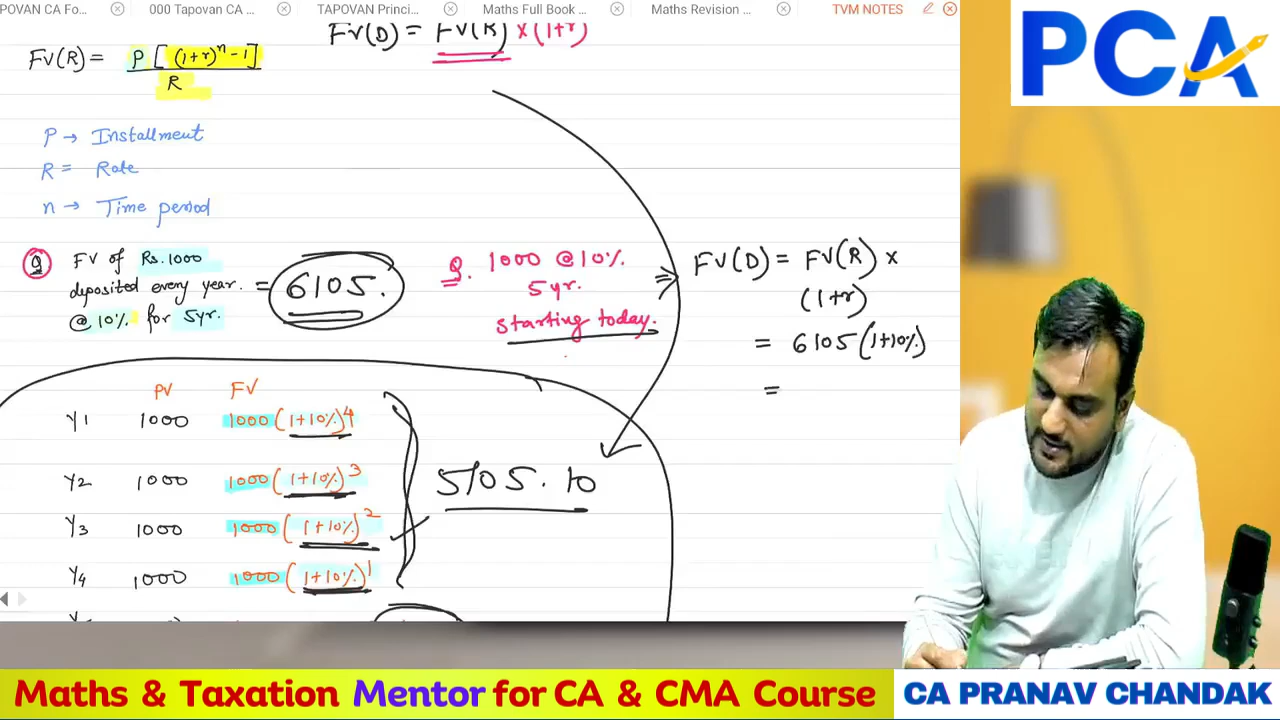 POVAN CA Fo...
000 Tapovan CA ...
TAPOVAN Princi...
Maths Full Book ...
Maths Revision ...
TVM NOTES
PCA
FV(D) = FV(R) × (1+r)
FV(R) = P [(1+r)^n - 1]
R
P → Installment
R = Rate
n → Time period
Q FV of Rs.1000
deposited every year. = 6105.
@ 10% for 5yr.
Q. 1000 @ 10%
5 yr.
starting today.
⇒ FV(D) = FV(R) ×
(1+r)
= 6105 (1+10%)
=
PV FV
Y1 1000 1000 (1+10%)^4
Y2 1000 1000 (1+10%)^3
Y3 1000 1000 (1+10%)^2
Y4 1000 1000 (1+10%)^1
5105.10
Maths & Taxation Mentor for CA & CMA Course
CA PRANAV CHANDAK